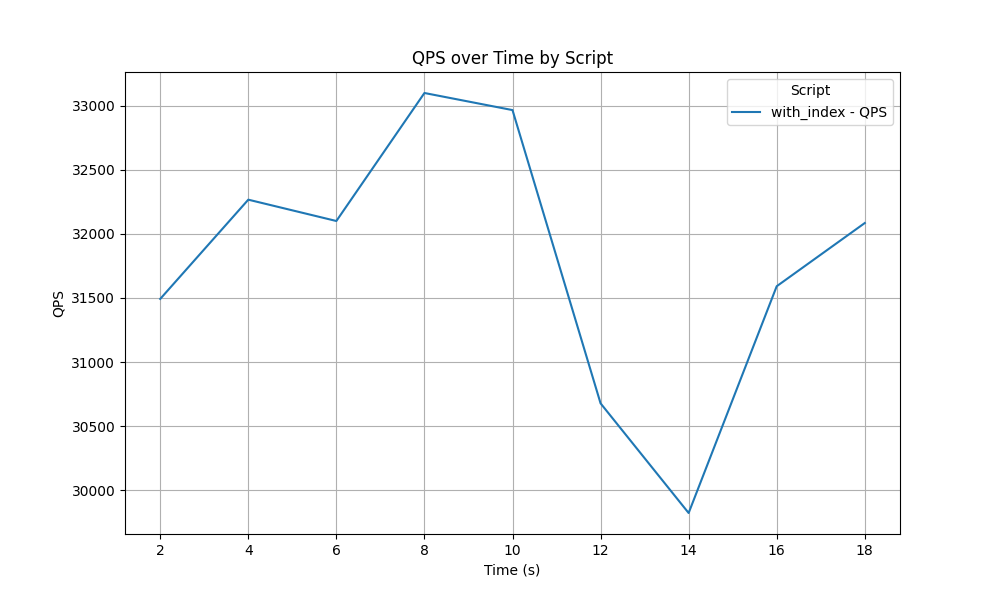 QPS over Time by Script
Script
with_index - QPS
33000
32500
32000
31500
31000
30500
30000
QPS
2 4 6 8 10 12 14 16 18
Time (s)